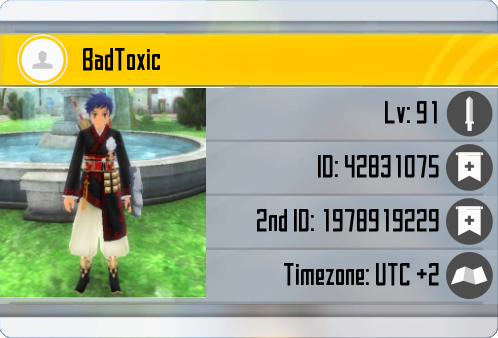 BadToxic
Lv: 91
ID: 42831075
2nd ID: 1978919229
Timezone: UTC +2